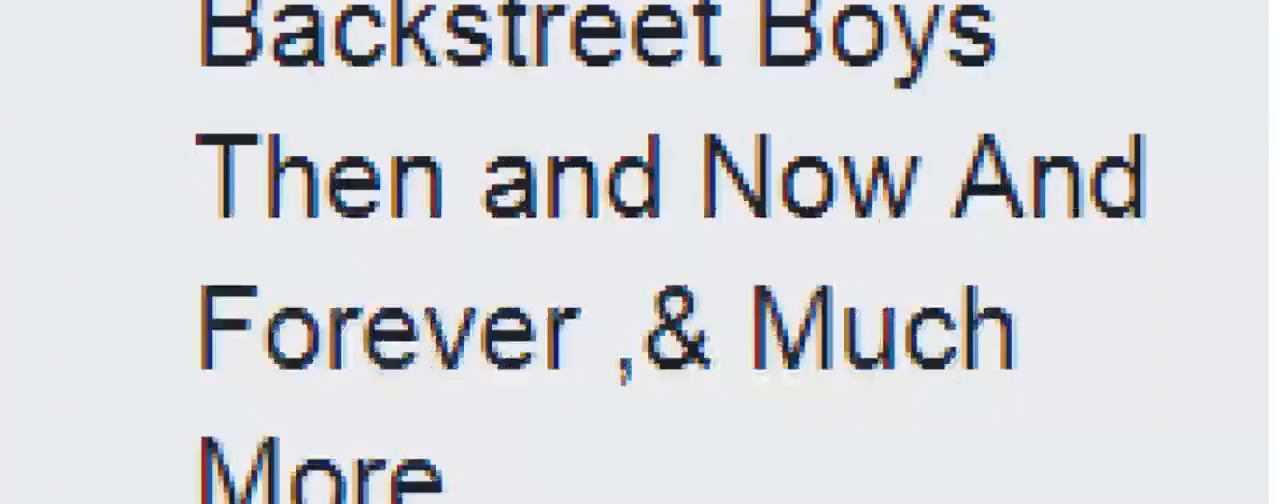 Backstreet Boys
Then and Now And
Forever ,& Much
More